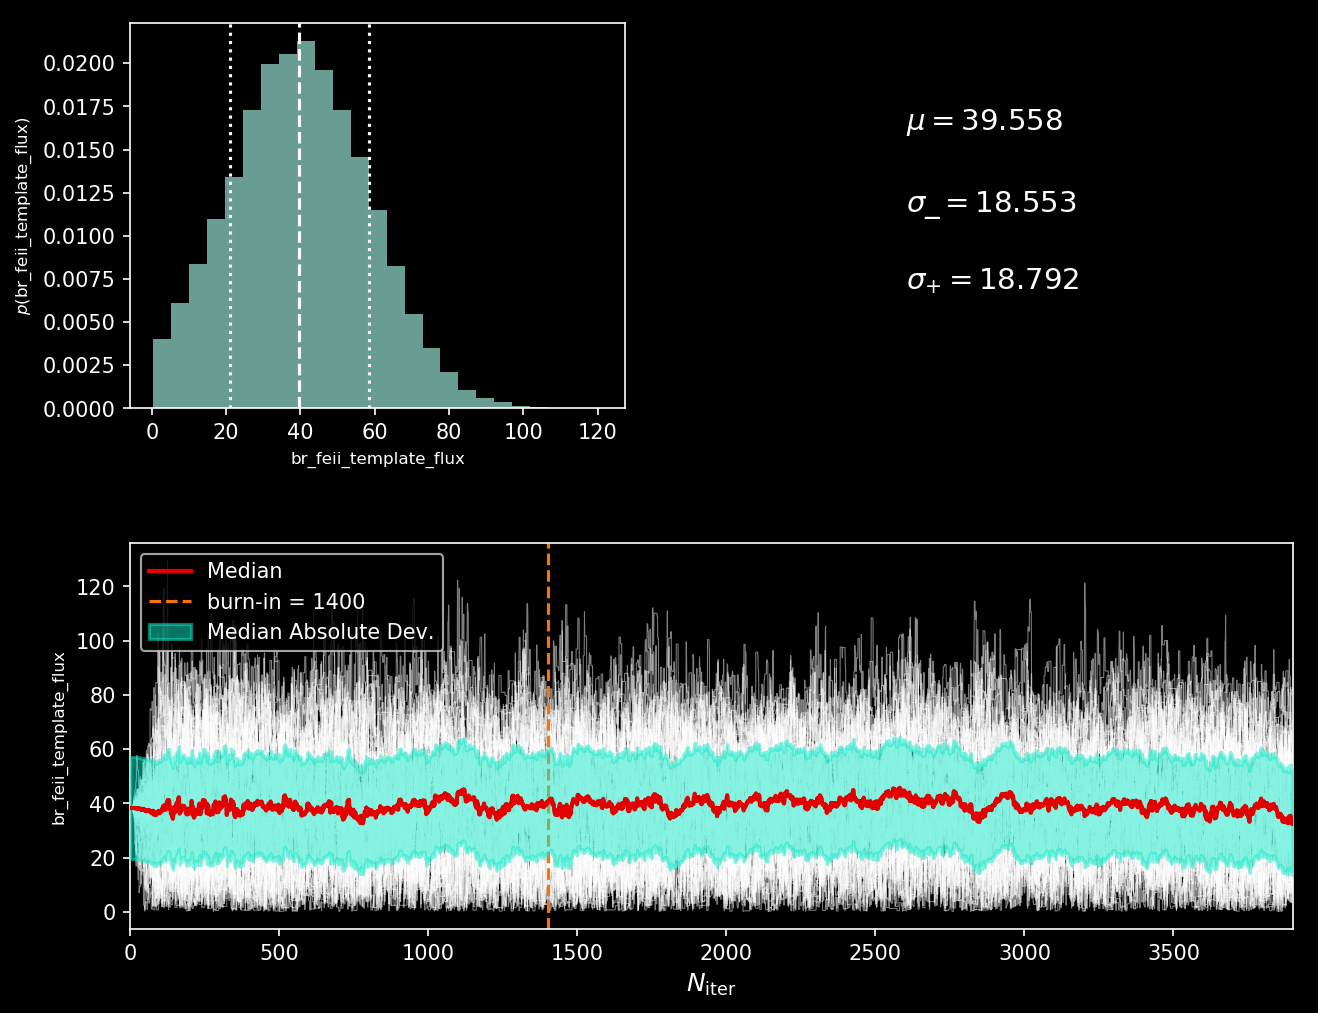 0.0200
0.0175
0.0150
0.0125
0.0100
0.0075
0.0050
0.0025
0.0000
p(br_feii_template_flux)
0 20 40 60 80 100 120
br_feii_template_flux
μ = 39.558
σ_ = 18.553
σ+ = 18.792
Median
burn-in = 1400
Median Absolute Dev.
120
100
80
60
40
20
0
br_feii_template_flux
0 500 1000 1500 2000 2500 3000 3500
Niter